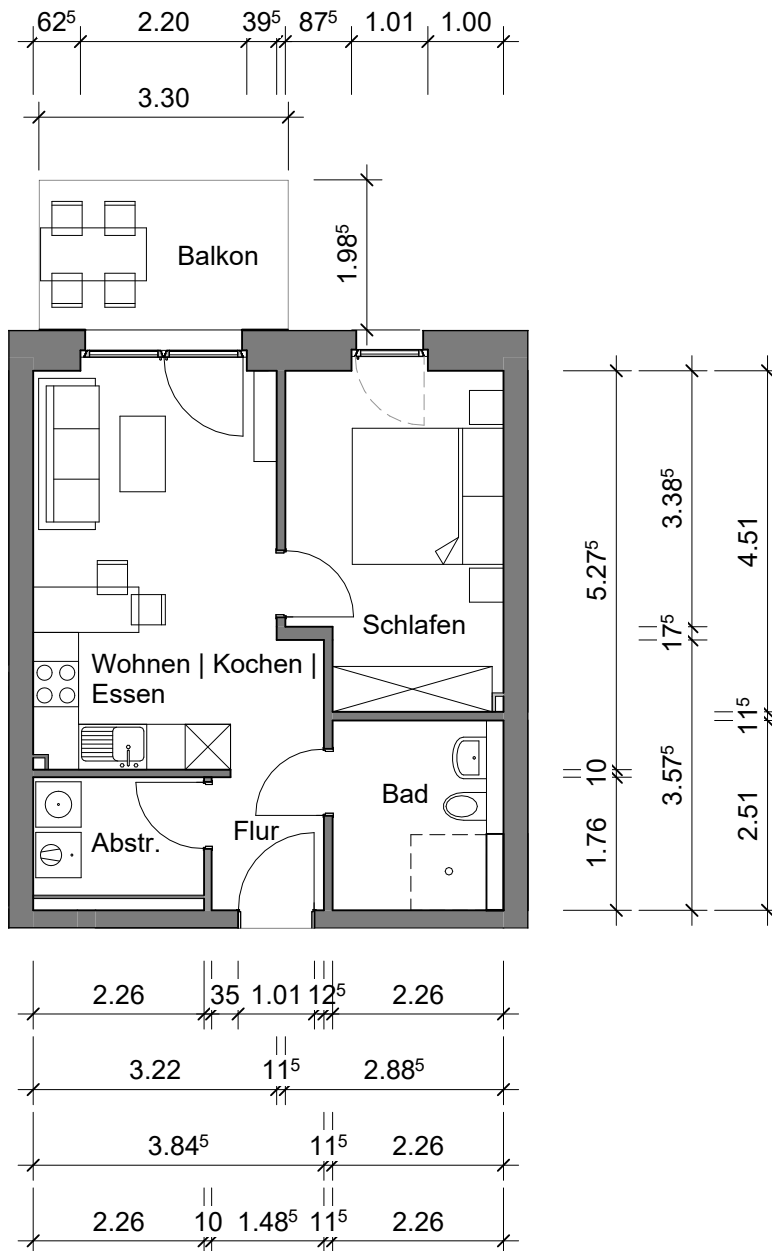 62⁵ 2.20 39⁵ 87⁵ 1.01 1.00
3.30
1.98⁵
Balkon
Schlafen
Wohnen | Kochen |
Essen
Bad
Flur
Abstr.
5.27⁵ 10 1.76
3.38⁵ 17⁵ 3.57⁵
4.51 11⁵ 2.51
2.26 35 1.01 12⁵ 2.26
3.22 11⁵ 2.88⁵
3.84⁵ 11⁵ 2.26
2.26 10 1.48⁵ 11⁵ 2.26